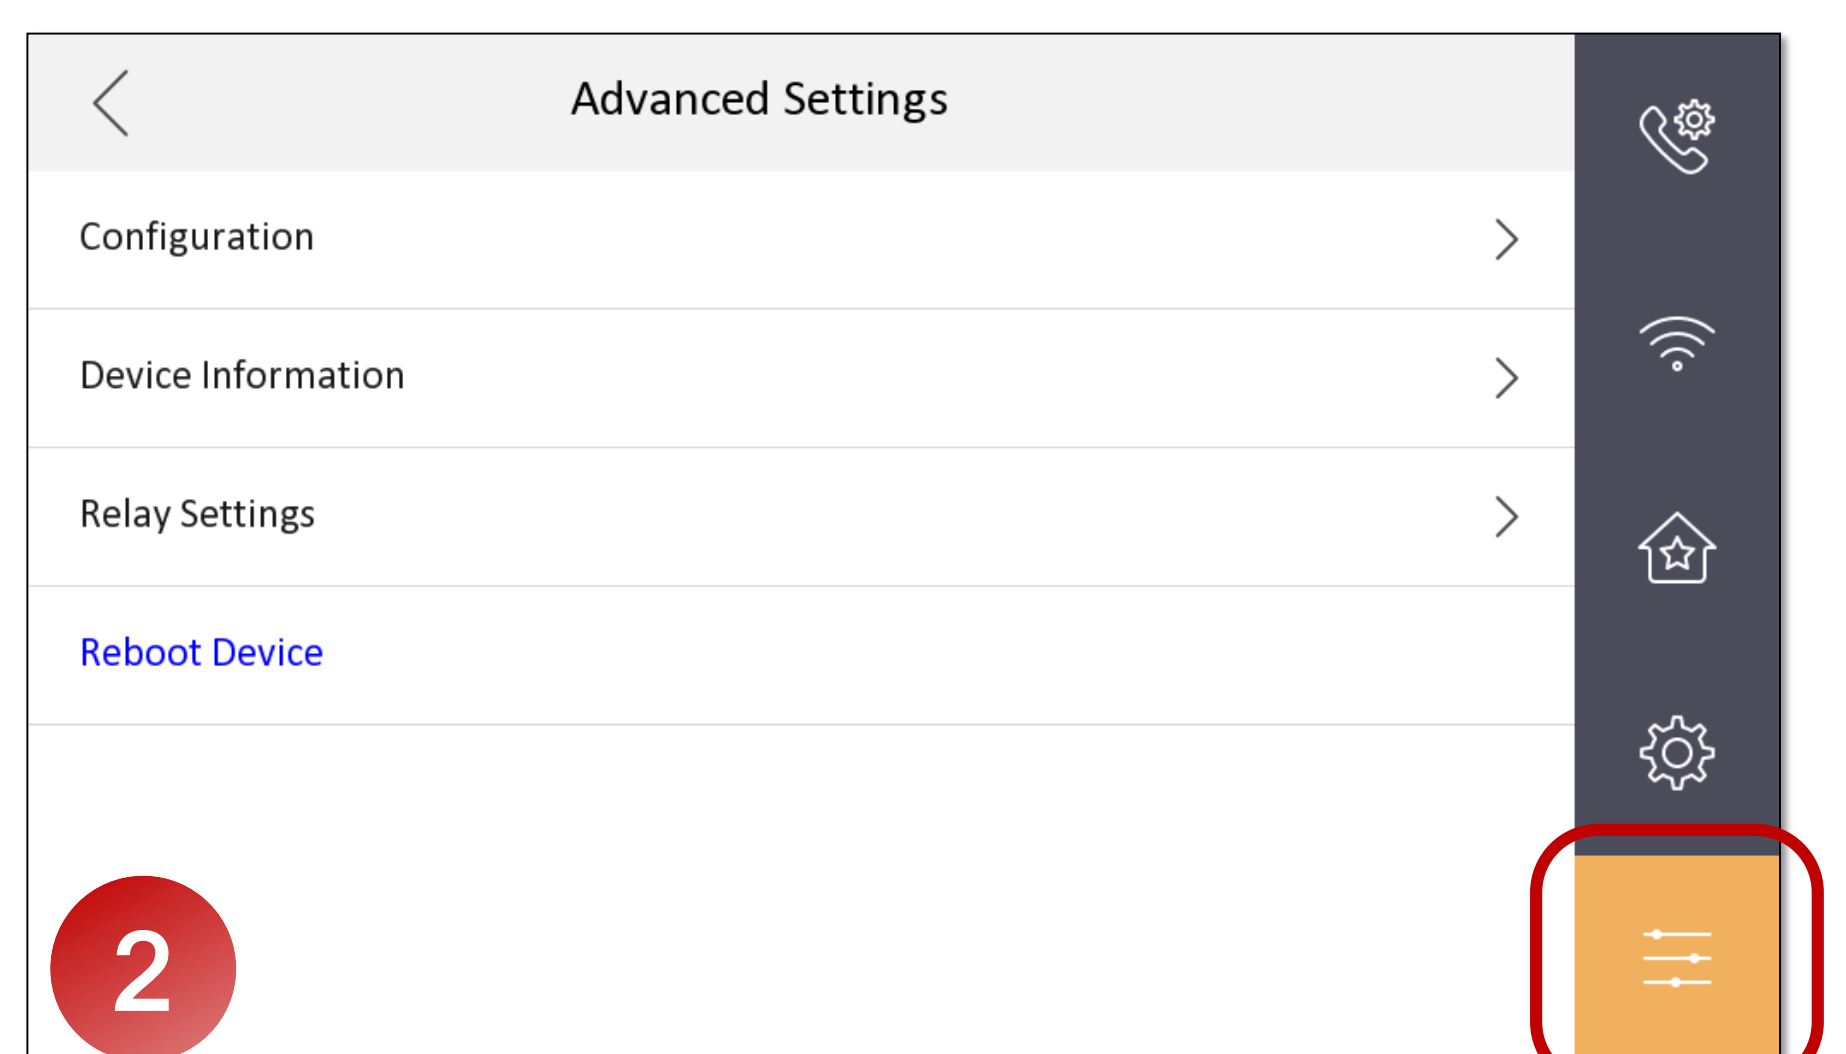 Advanced Settings
Configuration
Device Information
Relay Settings
Reboot Device
2